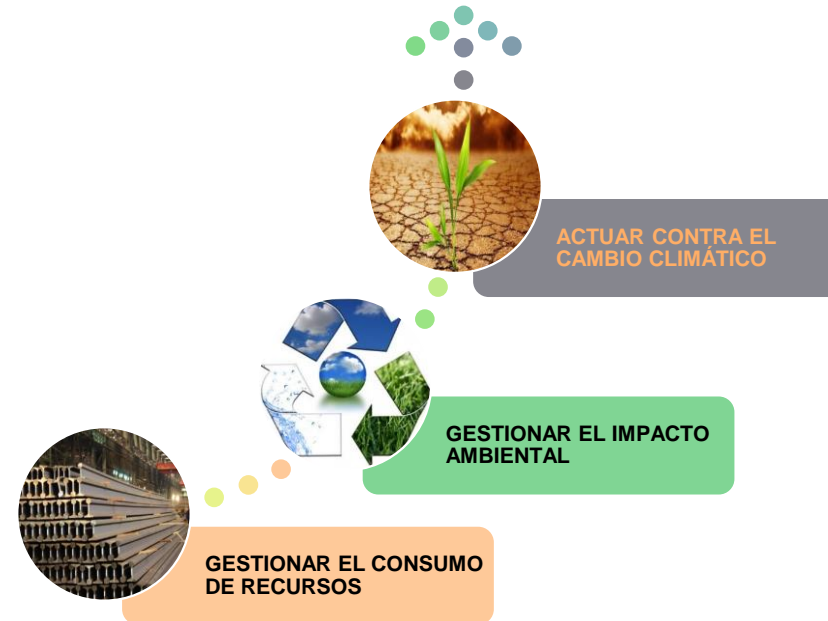 ACTUAR CONTRA EL
CAMBIO CLIMÁTICO
GESTIONAR EL IMPACTO
AMBIENTAL
GESTIONAR EL CONSUMO
DE RECURSOS